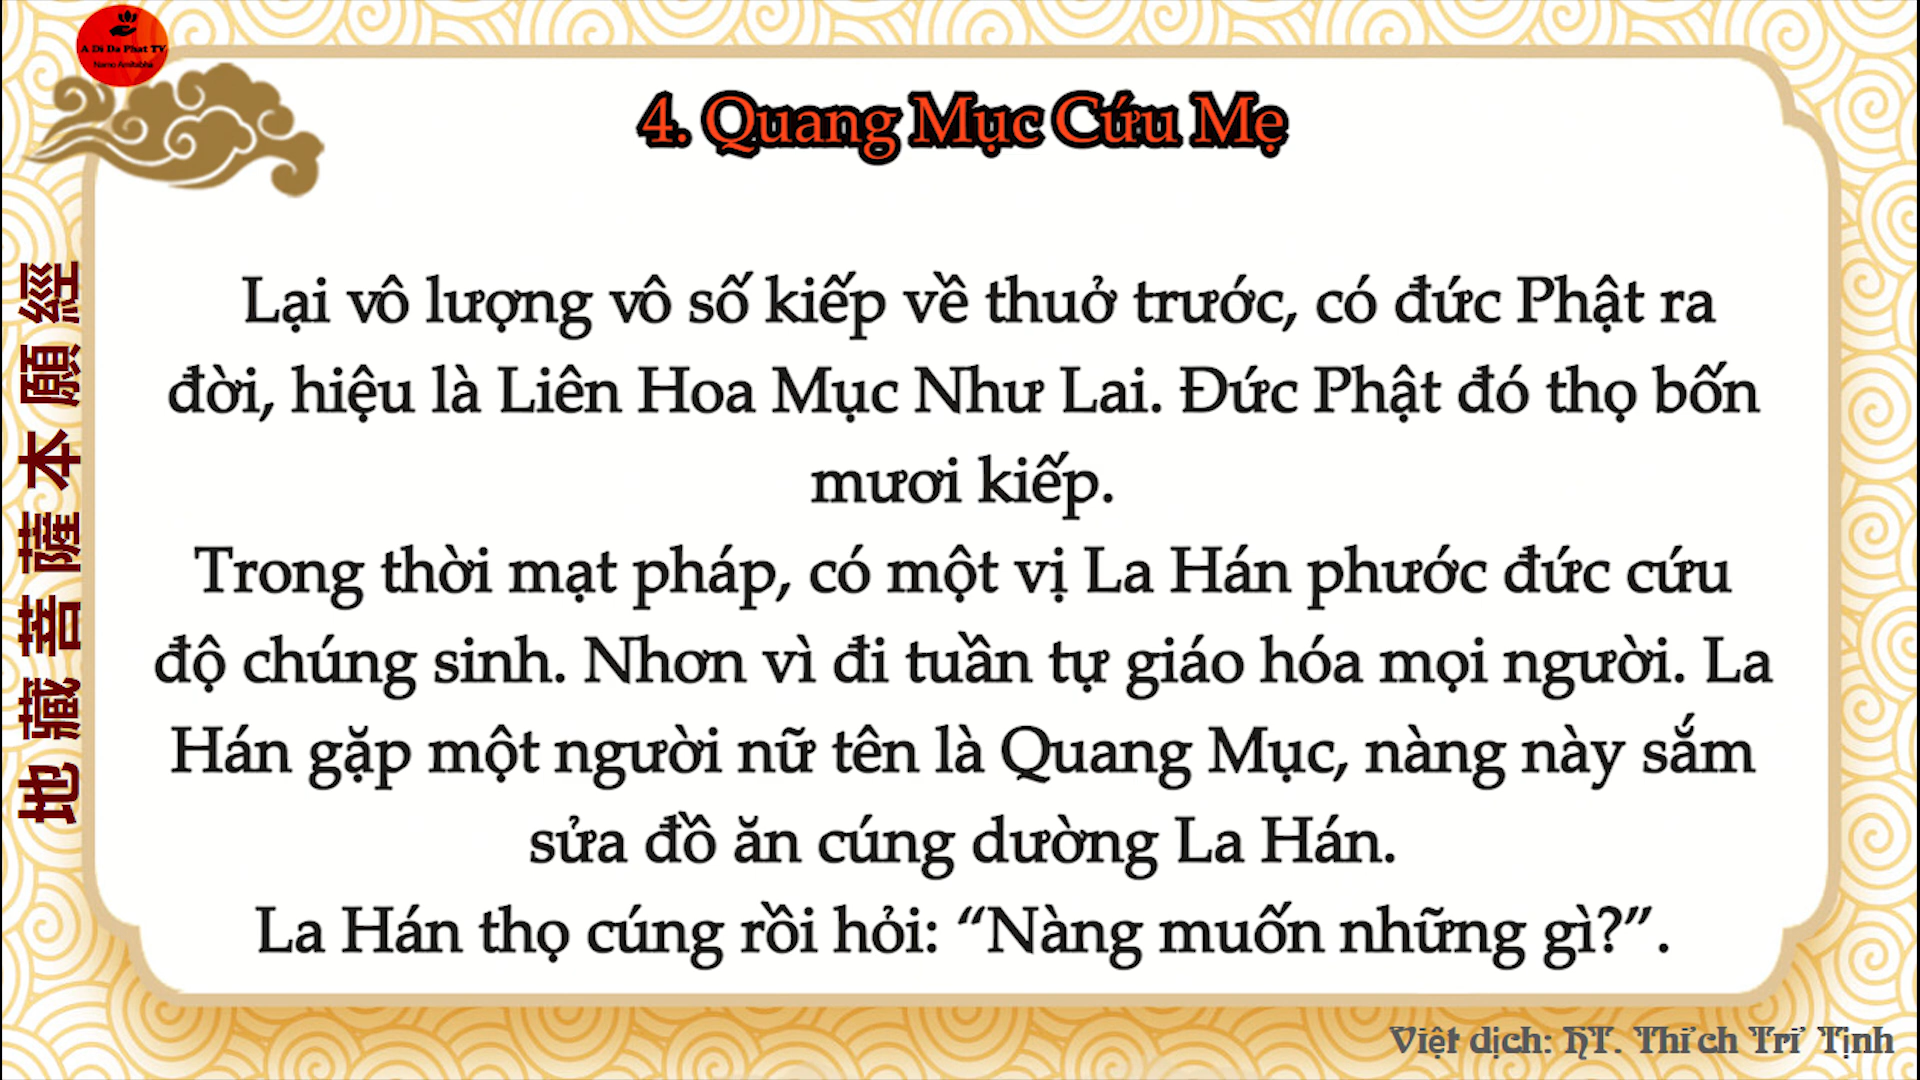 A Di Da Phat TV
Namo Amitabha
4. Quang Mục Cứu Mẹ
地藏菩薩本願經
Lại vô lượng vô số kiếp về thuở trước, có đức Phật ra
đời, hiệu là Liên Hoa Mục Như Lai. Đức Phật đó thọ bốn
mươi kiếp.
Trong thời mạt pháp, có một vị La Hán phước đức cứu
độ chúng sinh. Nhơn vì đi tuần tự giáo hóa mọi người. La
Hán gặp một người nữ tên là Quang Mục, nàng này sắm
sửa đồ ăn cúng dường La Hán.
La Hán thọ cúng rồi hỏi: “Nàng muốn những gì?”.
Việt dịch: HT. Thích Trí Tịnh